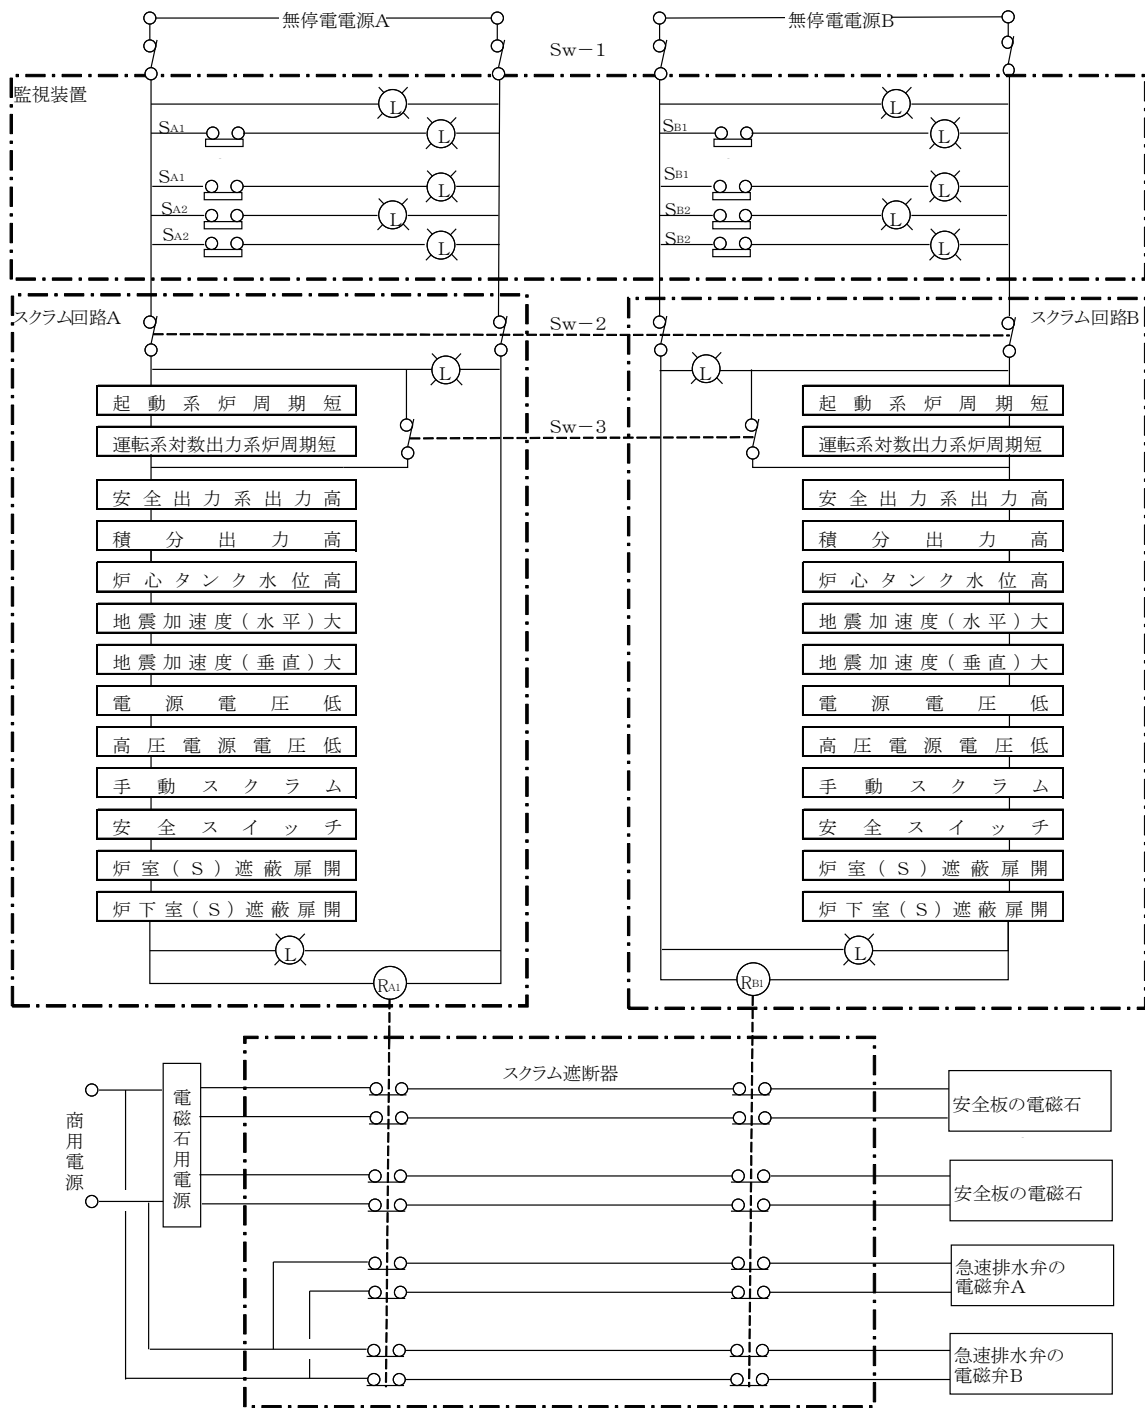 無停電電源A
無停電電源B
Sw-1
監視装置
L
L
SA1
L
SB1
L
SA1
L
SB1
L
SA2
L
SB2
L
SA2
L
SB2
L
スクラム回路A
Sw-2
スクラム回路B
L
L
起動系炉周期短
起動系炉周期短
Sw-3
運転系対数出力系炉周期短
運転系対数出力系炉周期短
安全出力系出力高
安全出力系出力高
積分出力高
積分出力高
炉心タンク水位高
炉心タンク水位高
地震加速度(水平)大
地震加速度(水平)大
地震加速度(垂直)大
地震加速度(垂直)大
電源電圧低
電源電圧低
高圧電源電圧低
高圧電源電圧低
手動スクラム
手動スクラム
安全スイッチ
安全スイッチ
炉室(S)遮蔽扉開
炉室(S)遮蔽扉開
炉下室(S)遮蔽扉開
炉下室(S)遮蔽扉開
L
L
RA1
RB1
スクラム遮断器
商用電源
電磁石用電源
安全板の電磁石
安全板の電磁石
急速排水弁の
電磁弁A
急速排水弁の
電磁弁B